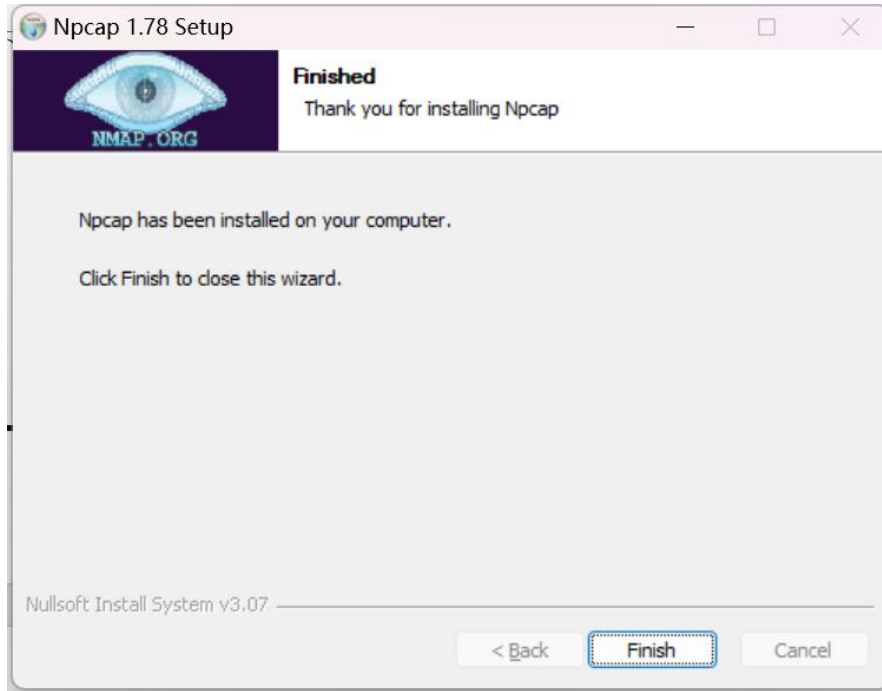 Npcap 1.78 Setup
NMAP.ORG
Finished
Thank you for installing Npcap
Npcap has been installed on your computer.
Click Finish to close this wizard.
Nullsoft Install System v3.07
< Back
Finish
Cancel